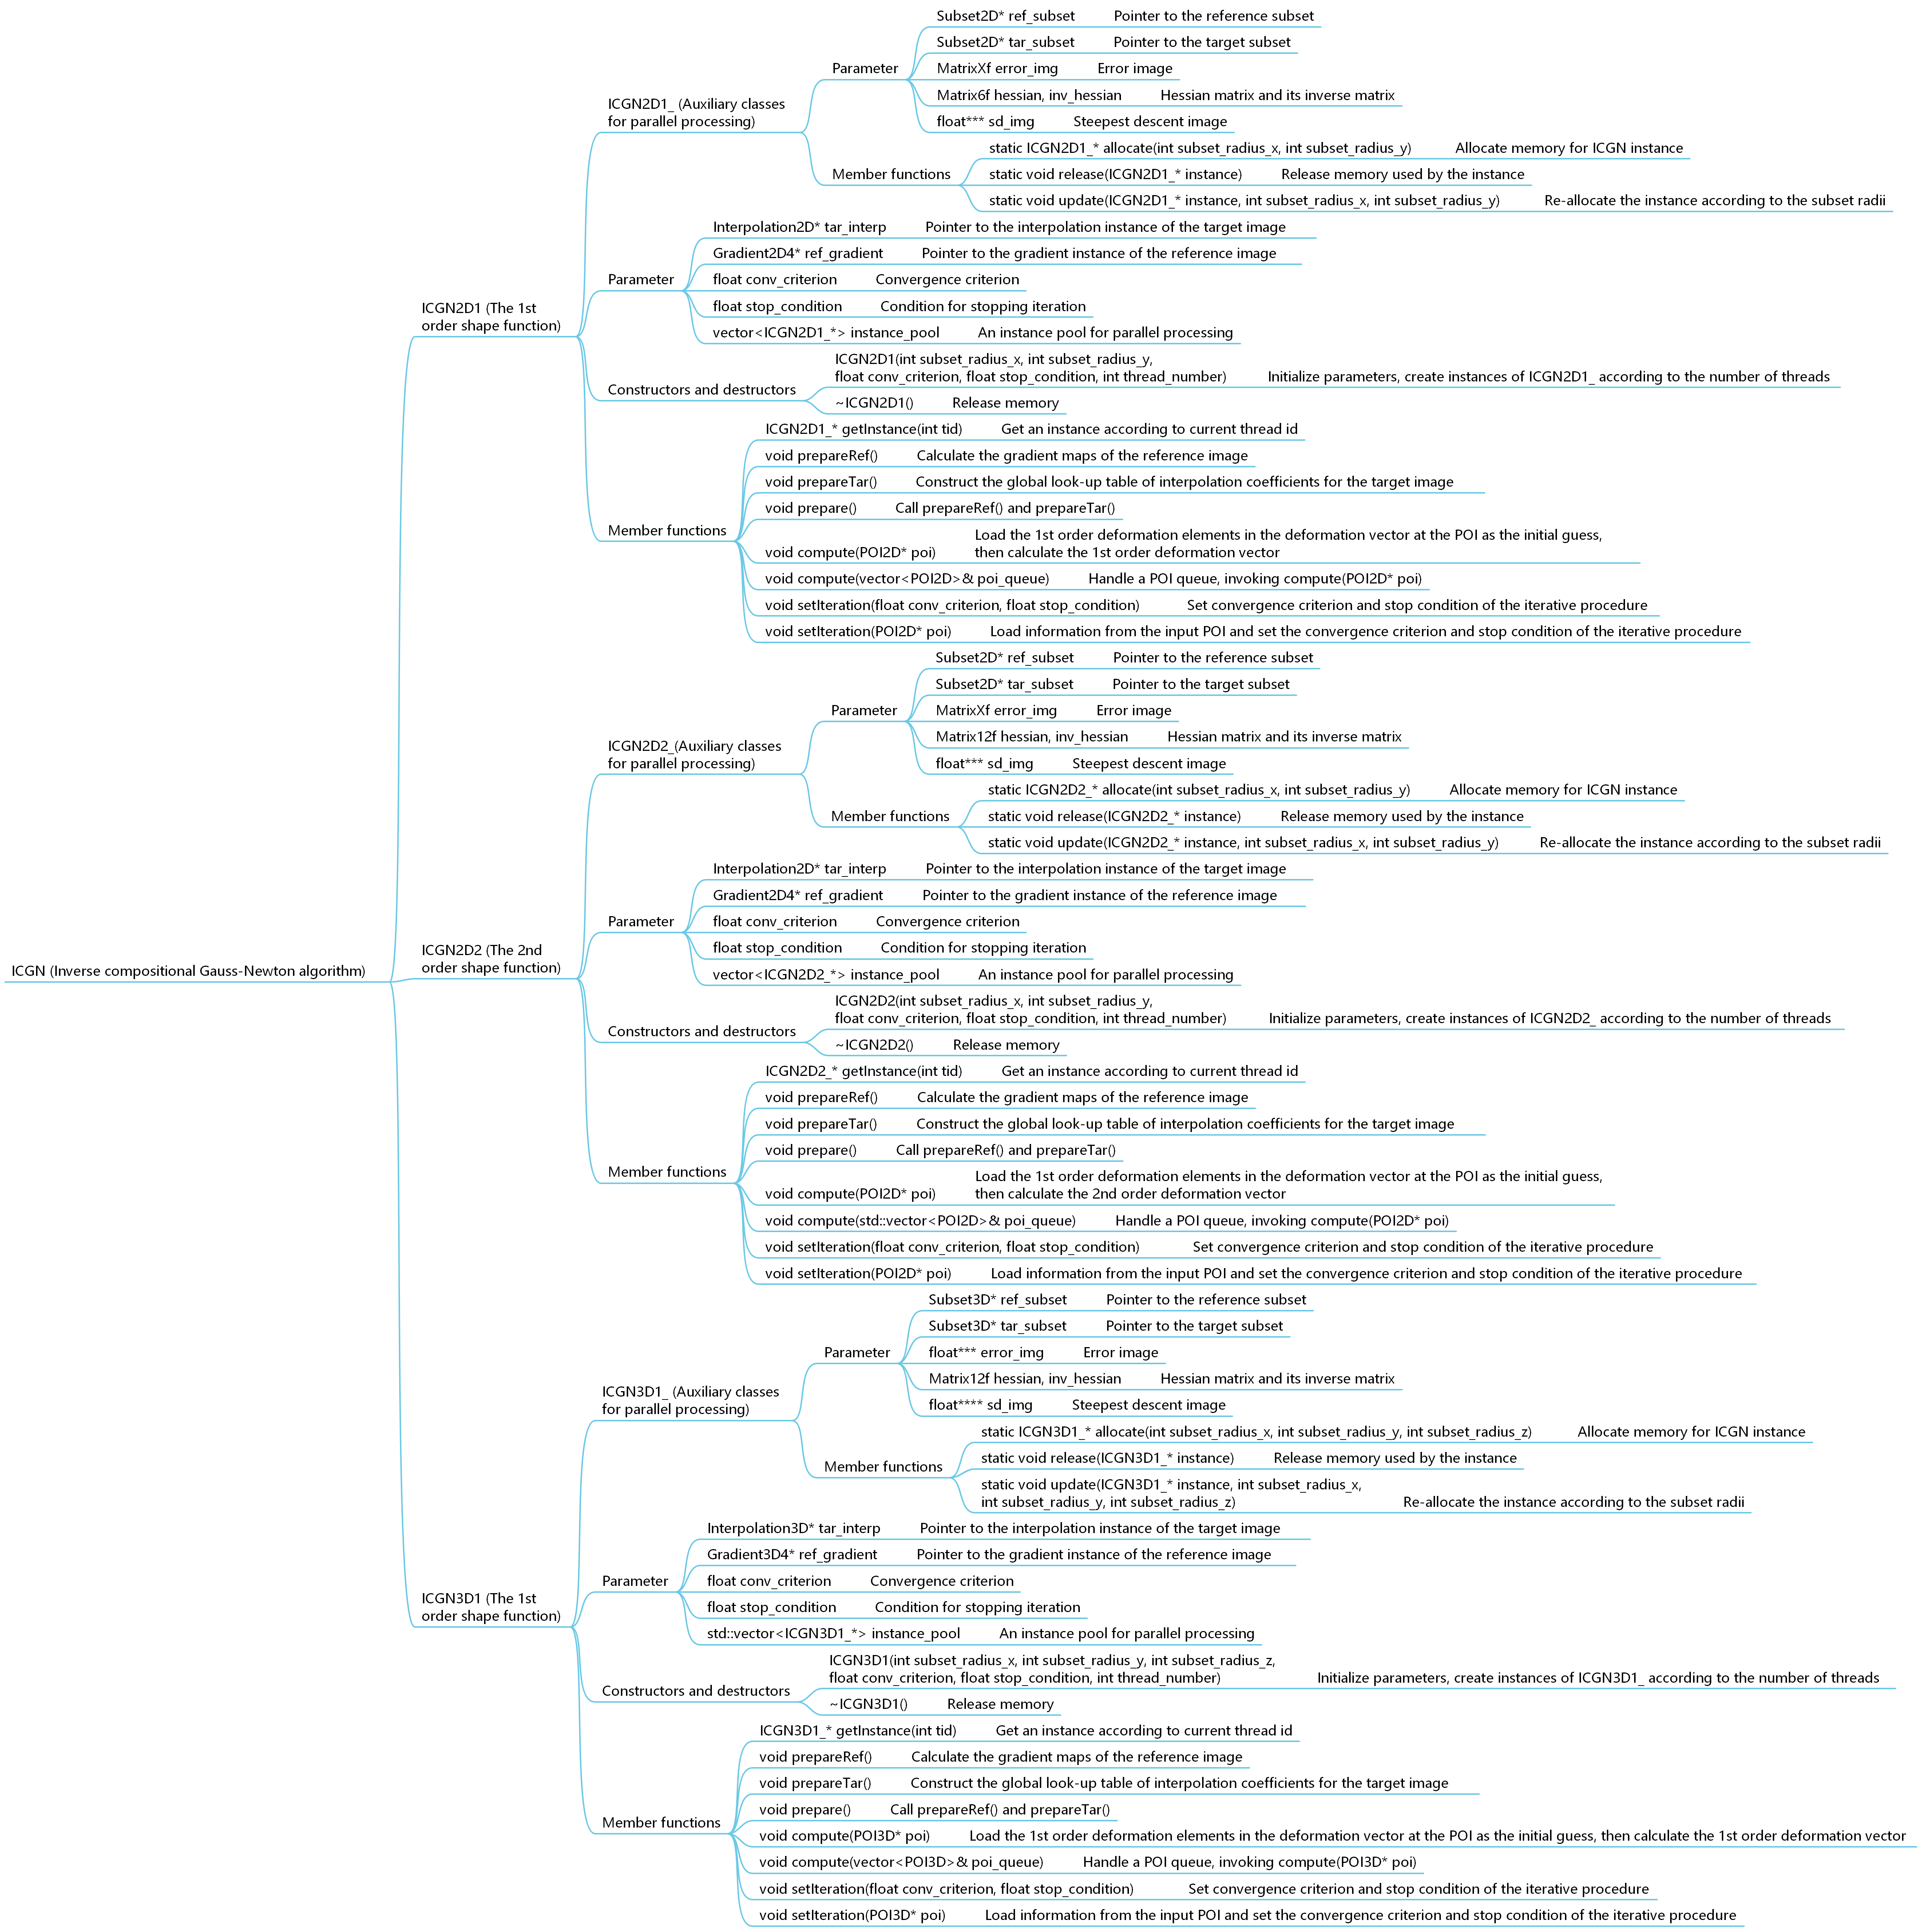 ICGN (Inverse compositional Gauss-Newton algorithm)
ICGN2D1 (The 1st
order shape function)
ICGN2D1_ (Auxiliary classes
for parallel processing)
Parameter
Subset2D* ref_subset Pointer to the reference subset
Subset2D* tar_subset Pointer to the target subset
MatrixXf error_img Error image
Matrix6f hessian, inv_hessian Hessian matrix and its inverse matrix
float*** sd_img Steepest descent image
Member functions
static ICGN2D1_* allocate(int subset_radius_x, int subset_radius_y) Allocate memory for ICGN instance
static void release(ICGN2D1_* instance) Release memory used by the instance
static void update(ICGN2D1_* instance, int subset_radius_x, int subset_radius_y) Re-allocate the instance according to the subset radii
Parameter
Interpolation2D* tar_interp Pointer to the interpolation instance of the target image
Gradient2D4* ref_gradient Pointer to the gradient instance of the reference image
float conv_criterion Convergence criterion
float stop_condition Condition for stopping iteration
vector<ICGN2D1_*> instance_pool An instance pool for parallel processing
Constructors and destructors
ICGN2D1(int subset_radius_x, int subset_radius_y,
float conv_criterion, float stop_condition, int thread_number) Initialize parameters, create instances of ICGN2D1_ according to the number of threads
~ICGN2D1() Release memory
Member functions
ICGN2D1_* getInstance(int tid) Get an instance according to current thread id
void prepareRef() Calculate the gradient maps of the reference image
void prepareTar() Construct the global look-up table of interpolation coefficients for the target image
void prepare() Call prepareRef() and prepareTar()
void compute(POI2D* poi)
Load the 1st order deformation elements in the deformation vector at the POI as the initial guess,
then calculate the 1st order deformation vector
void compute(vector<POI2D>& poi_queue) Handle a POI queue, invoking compute(POI2D* poi)
void setIteration(float conv_criterion, float stop_condition) Set convergence criterion and stop condition of the iterative procedure
void setIteration(POI2D* poi) Load information from the input POI and set the convergence criterion and stop condition of the iterative procedure
ICGN2D2 (The 2nd
order shape function)
ICGN2D2_(Auxiliary classes
for parallel processing)
Parameter
Subset2D* ref_subset Pointer to the reference subset
Subset2D* tar_subset Pointer to the target subset
MatrixXf error_img Error image
Matrix12f hessian, inv_hessian Hessian matrix and its inverse matrix
float*** sd_img Steepest descent image
Member functions
static ICGN2D2_* allocate(int subset_radius_x, int subset_radius_y) Allocate memory for ICGN instance
static void release(ICGN2D2_* instance) Release memory used by the instance
static void update(ICGN2D2_* instance, int subset_radius_x, int subset_radius_y) Re-allocate the instance according to the subset radii
Parameter
Interpolation2D* tar_interp Pointer to the interpolation instance of the target image
Gradient2D4* ref_gradient Pointer to the gradient instance of the reference image
float conv_criterion Convergence criterion
float stop_condition Condition for stopping iteration
vector<ICGN2D2_*> instance_pool An instance pool for parallel processing
Constructors and destructors
ICGN2D2(int subset_radius_x, int subset_radius_y,
float conv_criterion, float stop_condition, int thread_number) Initialize parameters, create instances of ICGN2D2_ according to the number of threads
~ICGN2D2() Release memory
Member functions
ICGN2D2_* getInstance(int tid) Get an instance according to current thread id
void prepareRef() Calculate the gradient maps of the reference image
void prepareTar() Construct the global look-up table of interpolation coefficients for the target image
void prepare() Call prepareRef() and prepareTar()
void compute(POI2D* poi)
Load the 1st order deformation elements in the deformation vector at the POI as the initial guess,
then calculate the 2nd order deformation vector
void compute(std::vector<POI2D>& poi_queue) Handle a POI queue, invoking compute(POI2D* poi)
void setIteration(float conv_criterion, float stop_condition) Set convergence criterion and stop condition of the iterative procedure
void setIteration(POI2D* poi) Load information from the input POI and set the convergence criterion and stop condition of the iterative procedure
ICGN3D1 (The 1st
order shape function)
ICGN3D1_ (Auxiliary classes
for parallel processing)
Parameter
Subset3D* ref_subset Pointer to the reference subset
Subset3D* tar_subset Pointer to the target subset
float*** error_img Error image
Matrix12f hessian, inv_hessian Hessian matrix and its inverse matrix
float**** sd_img Steepest descent image
Member functions
static ICGN3D1_* allocate(int subset_radius_x, int subset_radius_y, int subset_radius_z) Allocate memory for ICGN instance
static void release(ICGN3D1_* instance) Release memory used by the instance
static void update(ICGN3D1_* instance, int subset_radius_x,
int subset_radius_y, int subset_radius_z) Re-allocate the instance according to the subset radii
Parameter
Interpolation3D* tar_interp Pointer to the interpolation instance of the target image
Gradient3D4* ref_gradient Pointer to the gradient instance of the reference image
float conv_criterion Convergence criterion
float stop_condition Condition for stopping iteration
std::vector<ICGN3D1_*> instance_pool An instance pool for parallel processing
Constructors and destructors
ICGN3D1(int subset_radius_x, int subset_radius_y, int subset_radius_z,
float conv_criterion, float stop_condition, int thread_number) Initialize parameters, create instances of ICGN3D1_ according to the number of threads
~ICGN3D1() Release memory
Member functions
ICGN3D1_* getInstance(int tid) Get an instance according to current thread id
void prepareRef() Calculate the gradient maps of the reference image
void prepareTar() Construct the global look-up table of interpolation coefficients for the target image
void prepare() Call prepareRef() and prepareTar()
void compute(POI3D* poi) Load the 1st order deformation elements in the deformation vector at the POI as the initial guess, then calculate the 1st order deformation vector
void compute(vector<POI3D>& poi_queue) Handle a POI queue, invoking compute(POI3D* poi)
void setIteration(float conv_criterion, float stop_condition) Set convergence criterion and stop condition of the iterative procedure
void setIteration(POI3D* poi) Load information from the input POI and set the convergence criterion and stop condition of the iterative procedure